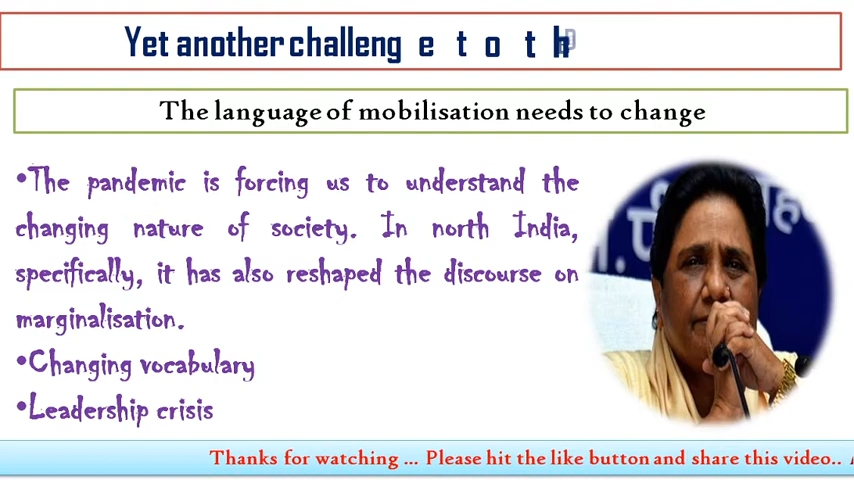 Yet another challeng e t o t h
The language of mobilisation needs to change
•The pandemic is forcing us to understand the
changing nature of society. In north India,
specifically, it has also reshaped the discourse on
marginalisation.
•Changing vocabulary
•Leadership crisis
Thanks for watching ... Please hit the like button and share this video..